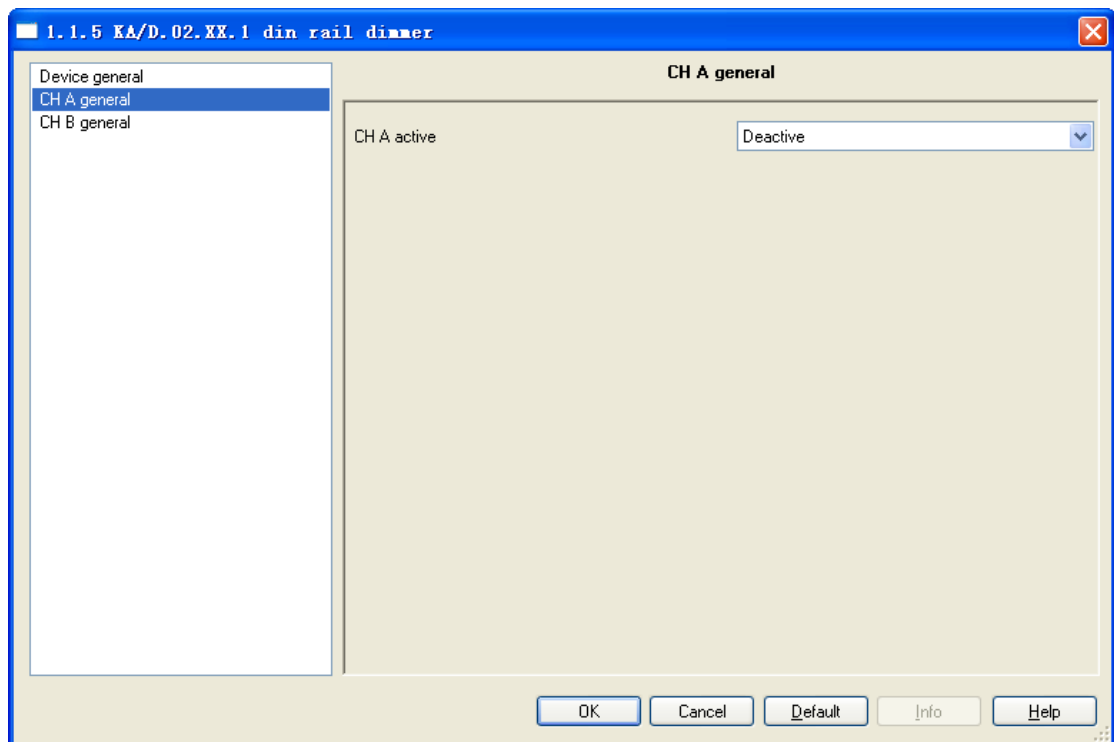 1.1.5 KA/D.02.XX.1 din rail dimmer
Device general
CH A general
CH B general
CH A general
CH A active
Deactive
OK
Cancel
Default
Info
Help